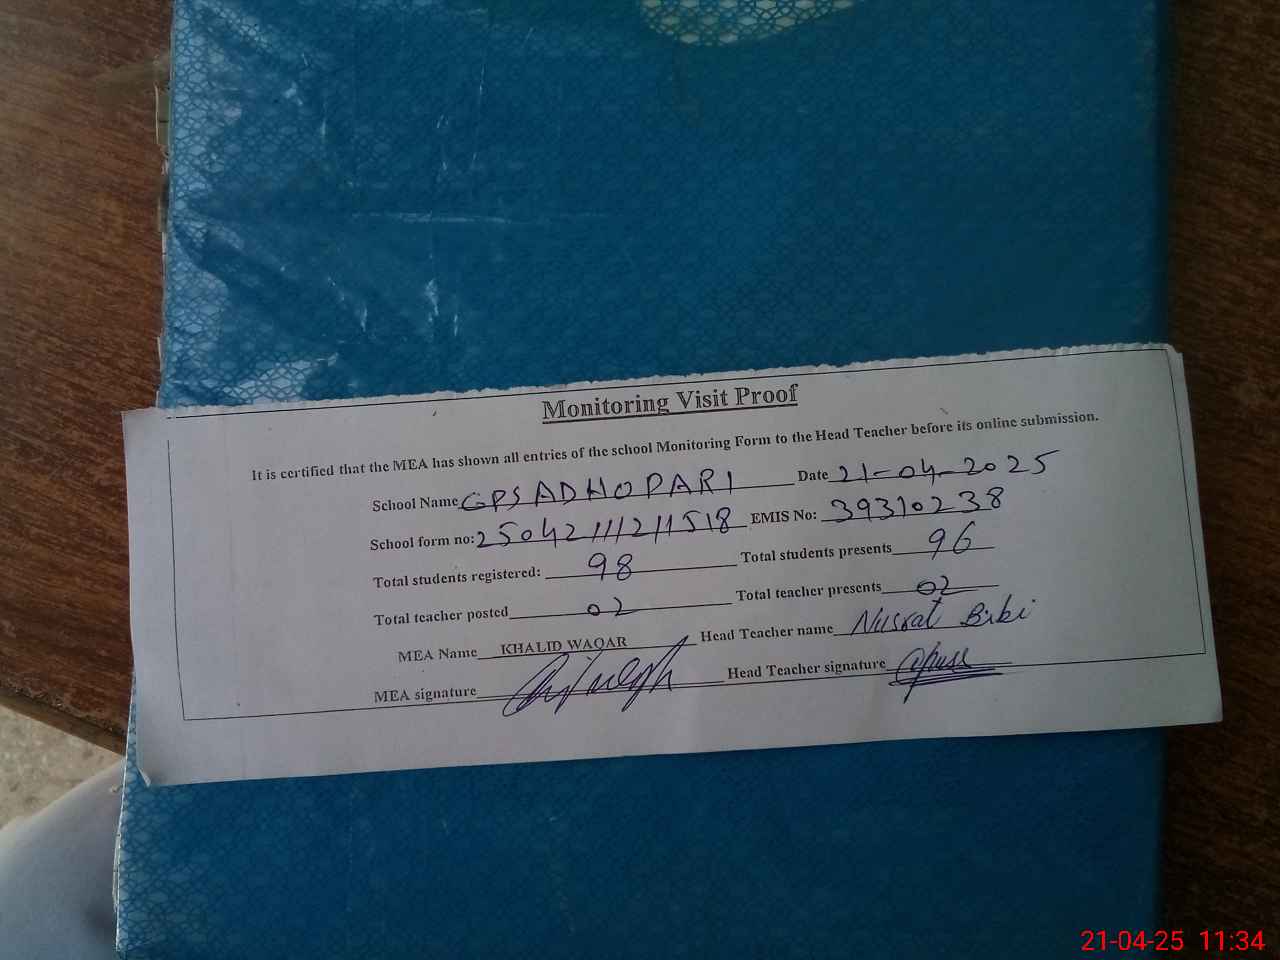 Monitoring Visit Proof
It is certified that the MEA has shown all entries of the school Monitoring Form to the Head Teacher before its online submission.
School Name GPS ADHOPARI Date 21-04-2025
School form no: 25042111211518 EMIS No: 39310238
Total students registered: 98 Total students presents 96
Total teacher posted 02 Total teacher presents 02
MEA Name KHALID WAQAR Head Teacher name Nusrat Bibi
MEA signature Head Teacher signature
21-04-25 11:34